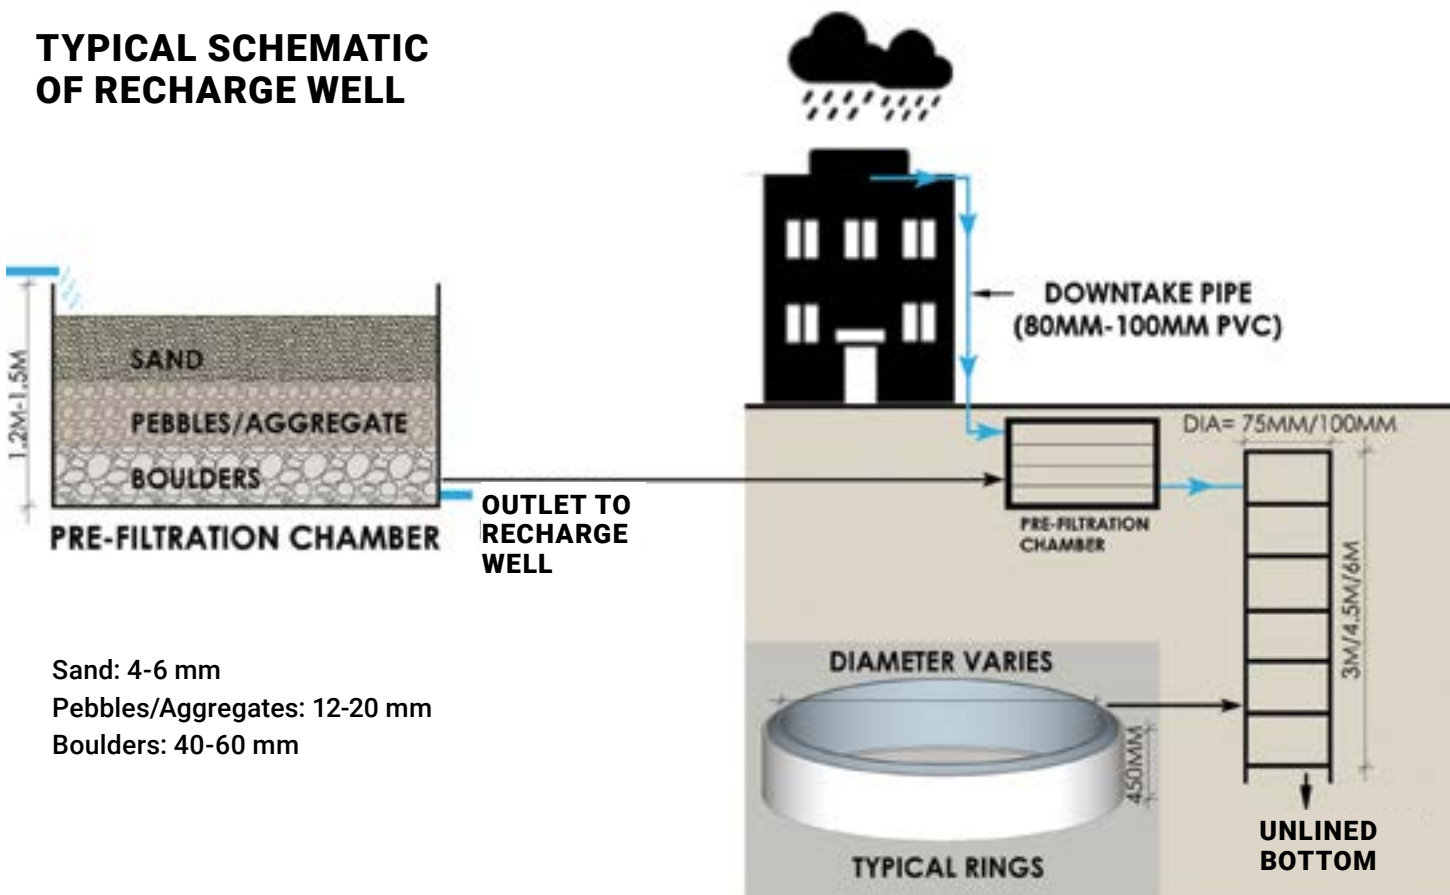 TYPICAL SCHEMATIC
OF RECHARGE WELL
DOWNTAKE PIPE
(80MM-100MM PVC)
1.2M-1.5M
SAND
PEBBLES/AGGREGATE
BOULDERS
PRE-FILTRATION CHAMBER
OUTLET TO
RECHARGE
WELL
DIA= 75MM/100MM
PRE-FILTRATION
CHAMBER
3M/4.5M/6M
Sand: 4-6 mm
Pebbles/Aggregates: 12-20 mm
Boulders: 40-60 mm
DIAMETER VARIES
450MM
TYPICAL RINGS
UNLINED
BOTTOM